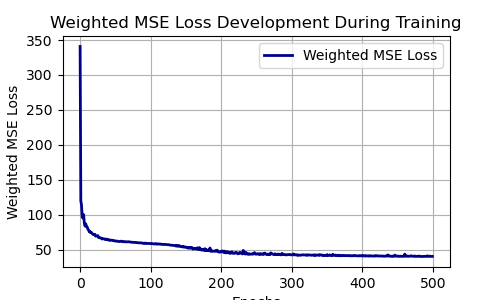 Weighted MSE Loss Development During Training
Weighted MSE Loss
Weighted MSE Loss
350
300
250
200
150
100
50
0 100 200 300 400 500
Epochs